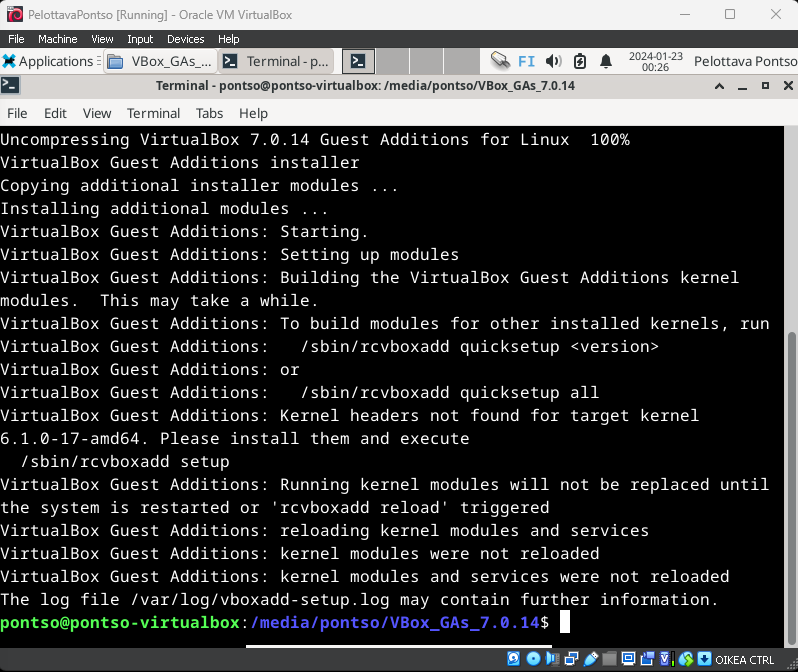 PelottavaPontso [Running] - Oracle VM VirtualBox
File Machine View Input Devices Help
Applications VBox_GAs_... Terminal - p... FI 2024-01-23 00:26 Pelottava Pontso
Terminal - pontso@pontso-virtualbox: /media/pontso/VBox_GAs_7.0.14
File Edit View Terminal Tabs Help
Uncompressing VirtualBox 7.0.14 Guest Additions for Linux  100%
VirtualBox Guest Additions installer
Copying additional installer modules ...
Installing additional modules ...
VirtualBox Guest Additions: Starting.
VirtualBox Guest Additions: Setting up modules
VirtualBox Guest Additions: Building the VirtualBox Guest Additions kernel
modules.  This may take a while.
VirtualBox Guest Additions: To build modules for other installed kernels, run
VirtualBox Guest Additions:   /sbin/rcvboxadd quicksetup <version>
VirtualBox Guest Additions: or
VirtualBox Guest Additions:   /sbin/rcvboxadd quicksetup all
VirtualBox Guest Additions: Kernel headers not found for target kernel
6.1.0-17-amd64. Please install them and execute
  /sbin/rcvboxadd setup
VirtualBox Guest Additions: Running kernel modules will not be replaced until
the system is restarted or 'rcvboxadd reload' triggered
VirtualBox Guest Additions: reloading kernel modules and services
VirtualBox Guest Additions: kernel modules were not reloaded
VirtualBox Guest Additions: kernel modules and services were not reloaded
The log file /var/log/vboxadd-setup.log may contain further information.
pontso@pontso-virtualbox:/media/pontso/VBox_GAs_7.0.14$
OIKEA CTRL